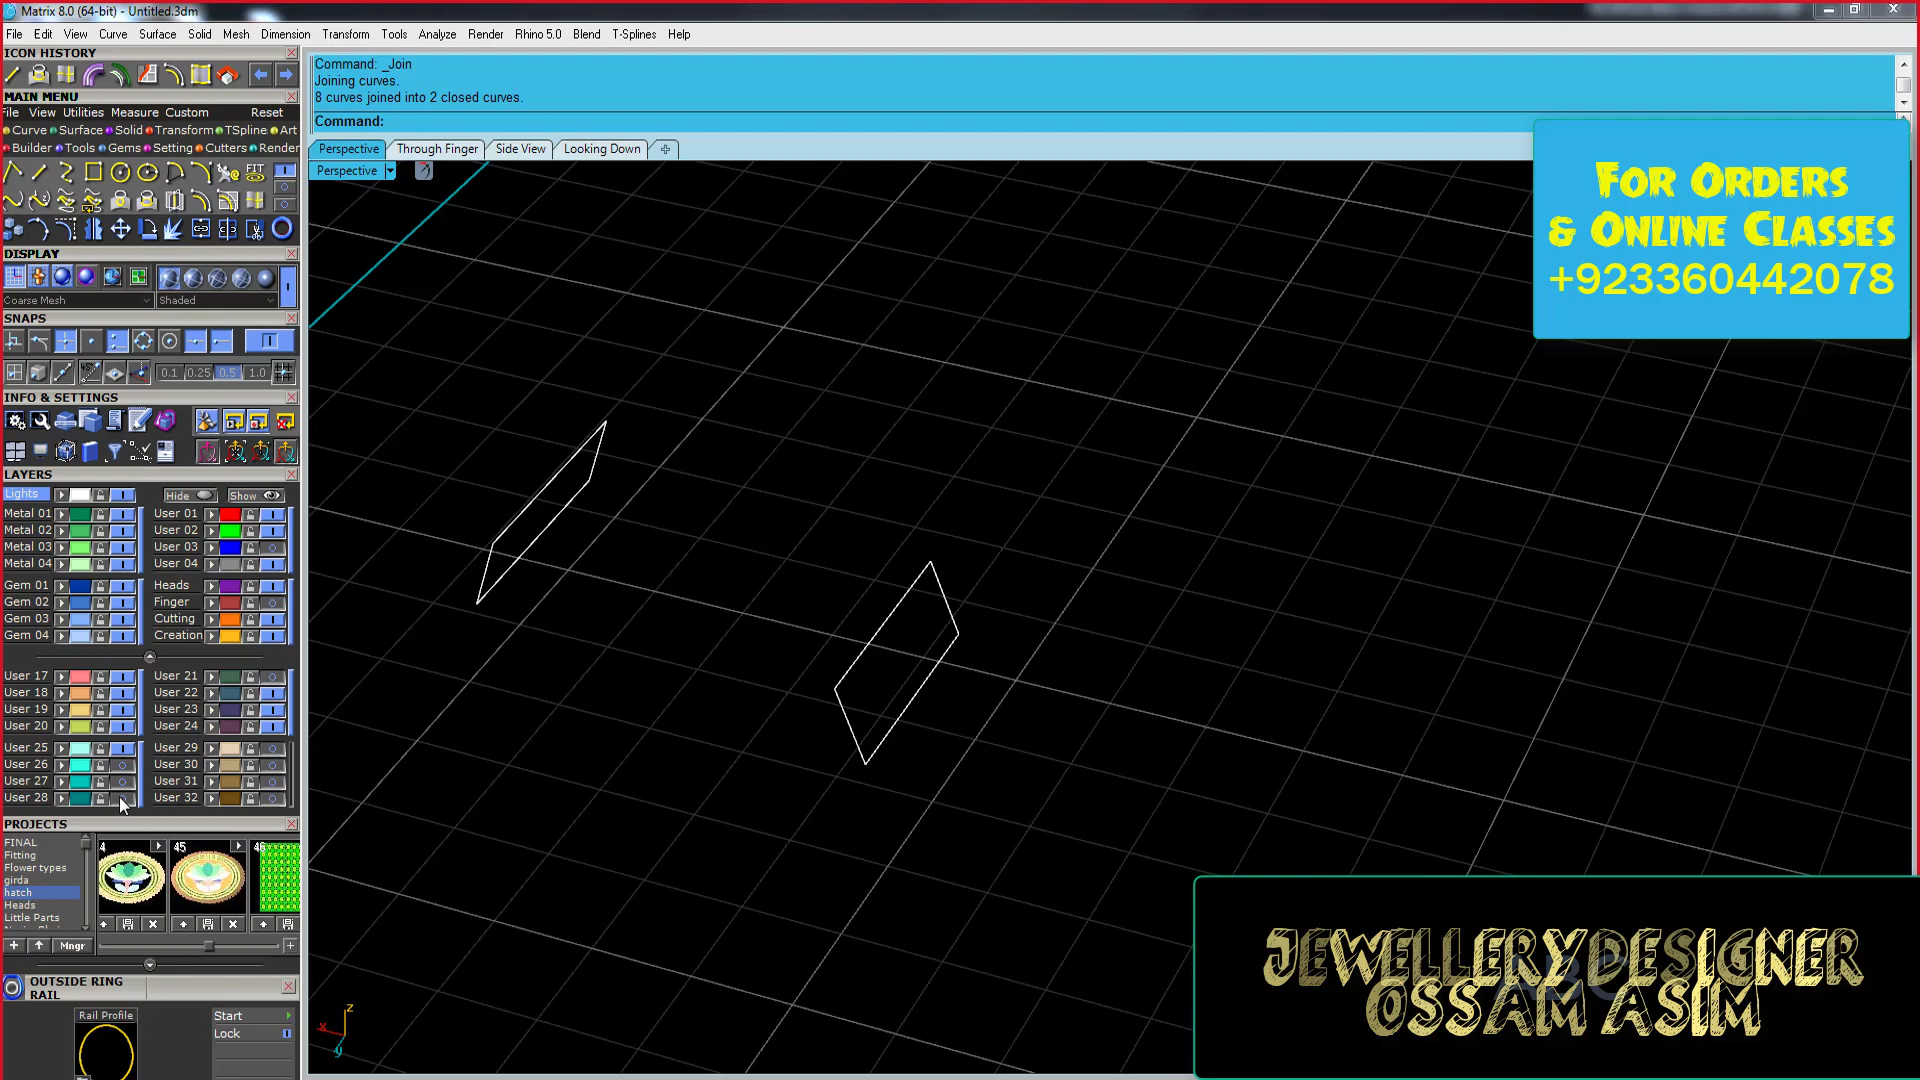 Matrix 8.0 (64-bit) - Untitled.3dm
File Edit View Curve Surface Solid Mesh Dimension Transform Tools Analyze Render Rhino 5.0 Blend T-Splines Help
ICON HISTORY
MAIN MENU
File View Utilities Measure Custom Reset
Curve Surface Solid Transform TSpline Art
Builder Tools Gems Setting Cutters Render
FIT
DISPLAY
Coarse Mesh Shaded
SNAPS
0.1 0.25 0.5 1.0
INFO & SETTINGS
LAYERS
Lights Hide Show
Metal 01 User 01
Metal 02 User 02
Metal 03 User 03
Metal 04 User 04
Gem 01 Heads
Gem 02 Finger
Gem 03 Cutting
Gem 04 Creation
User 17 User 21
User 18 User 22
User 19 User 23
User 20 User 24
User 25 User 29
User 26 User 30
User 27 User 31
User 28 User 32
PROJECTS
FINAL
Fitting
Flower types
girda
hatch
Heads
Little Parts
4 45 46
Mngr
OUTSIDE RING
RAIL
Rail Profile
Start
Lock
Command: _Join
Joining curves.
8 curves joined into 2 closed curves.
Command:
Perspective Through Finger Side View Looking Down
Perspective
z
x
y
For Orders
& Online Classes
+923360442078
JEWELLERY DESIGNER
OSSAM ASIM